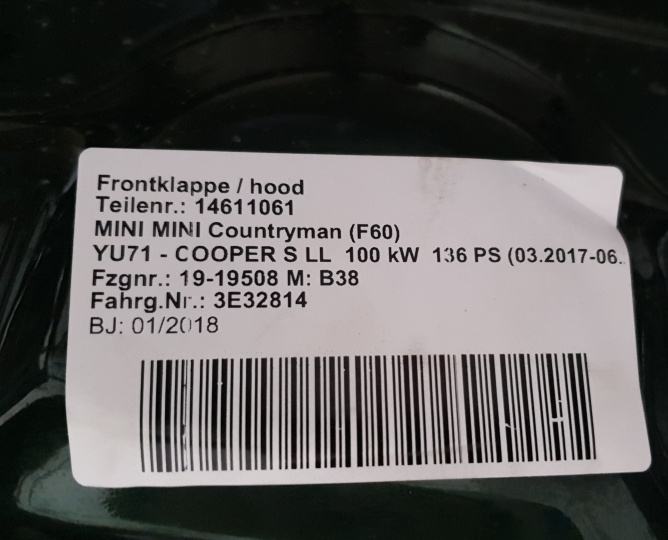 Frontklappe / hood
Teilenr.: 14611061
MINI MINI Countryman (F60)
YU71 - COOPER S LL 100 kW 136 PS (03.2017-06.
Fzgnr.: 19-19508 M: B38
Fahrg.Nr.: 3E32814
BJ: 01/2018